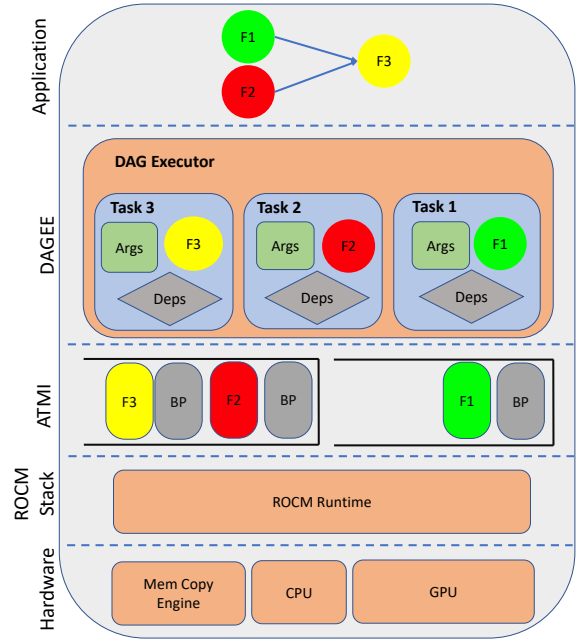 Application
F1
F2
F3
DAGEE
DAG Executor
Task 3
Args
F3
Deps
Task 2
Args
F2
Deps
Task 1
Args
F1
Deps
ATMI
F3
BP
F2
BP
F1
BP
ROCM
Stack
ROCM Runtime
Hardware
Mem Copy
Engine
CPU
GPU